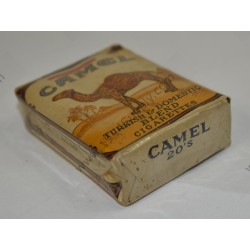 CAMEL
TURKISH & DOMESTIC
BLEND
CIGARETTES
CAMEL
20's